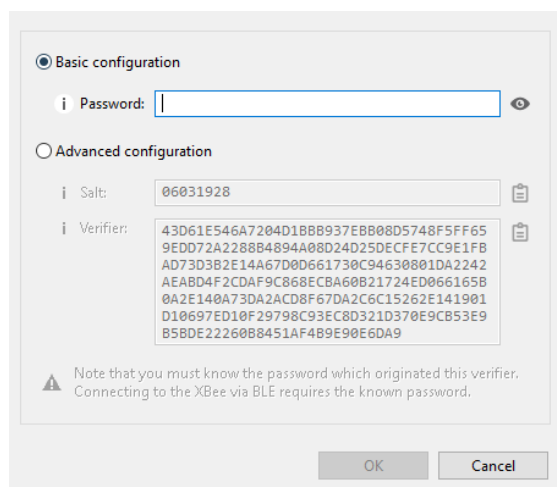 Basic configuration
i Password:
Advanced configuration
i Salt: 06031928
i Verifier: 43D61E546A7204D1BBB937EBB08D5748F5FF65
9EDD72A2288B4894A08D24D25DECFE7CC9E1FB
AD73D3B2E14A67D0D661730C94630801DA2242
AEABD4F2CDAF9C868ECBA60B21724ED066165B
0A2E140A73DA2ACD8F67DA2C6C15262E141901
D10697ED10F29798C93EC8D321D370E9CB53E9
B5BDE22260B8451AF4B9E90E6DA9
Note that you must know the password which originated this verifier.
Connecting to the XBee via BLE requires the known password.
OK Cancel